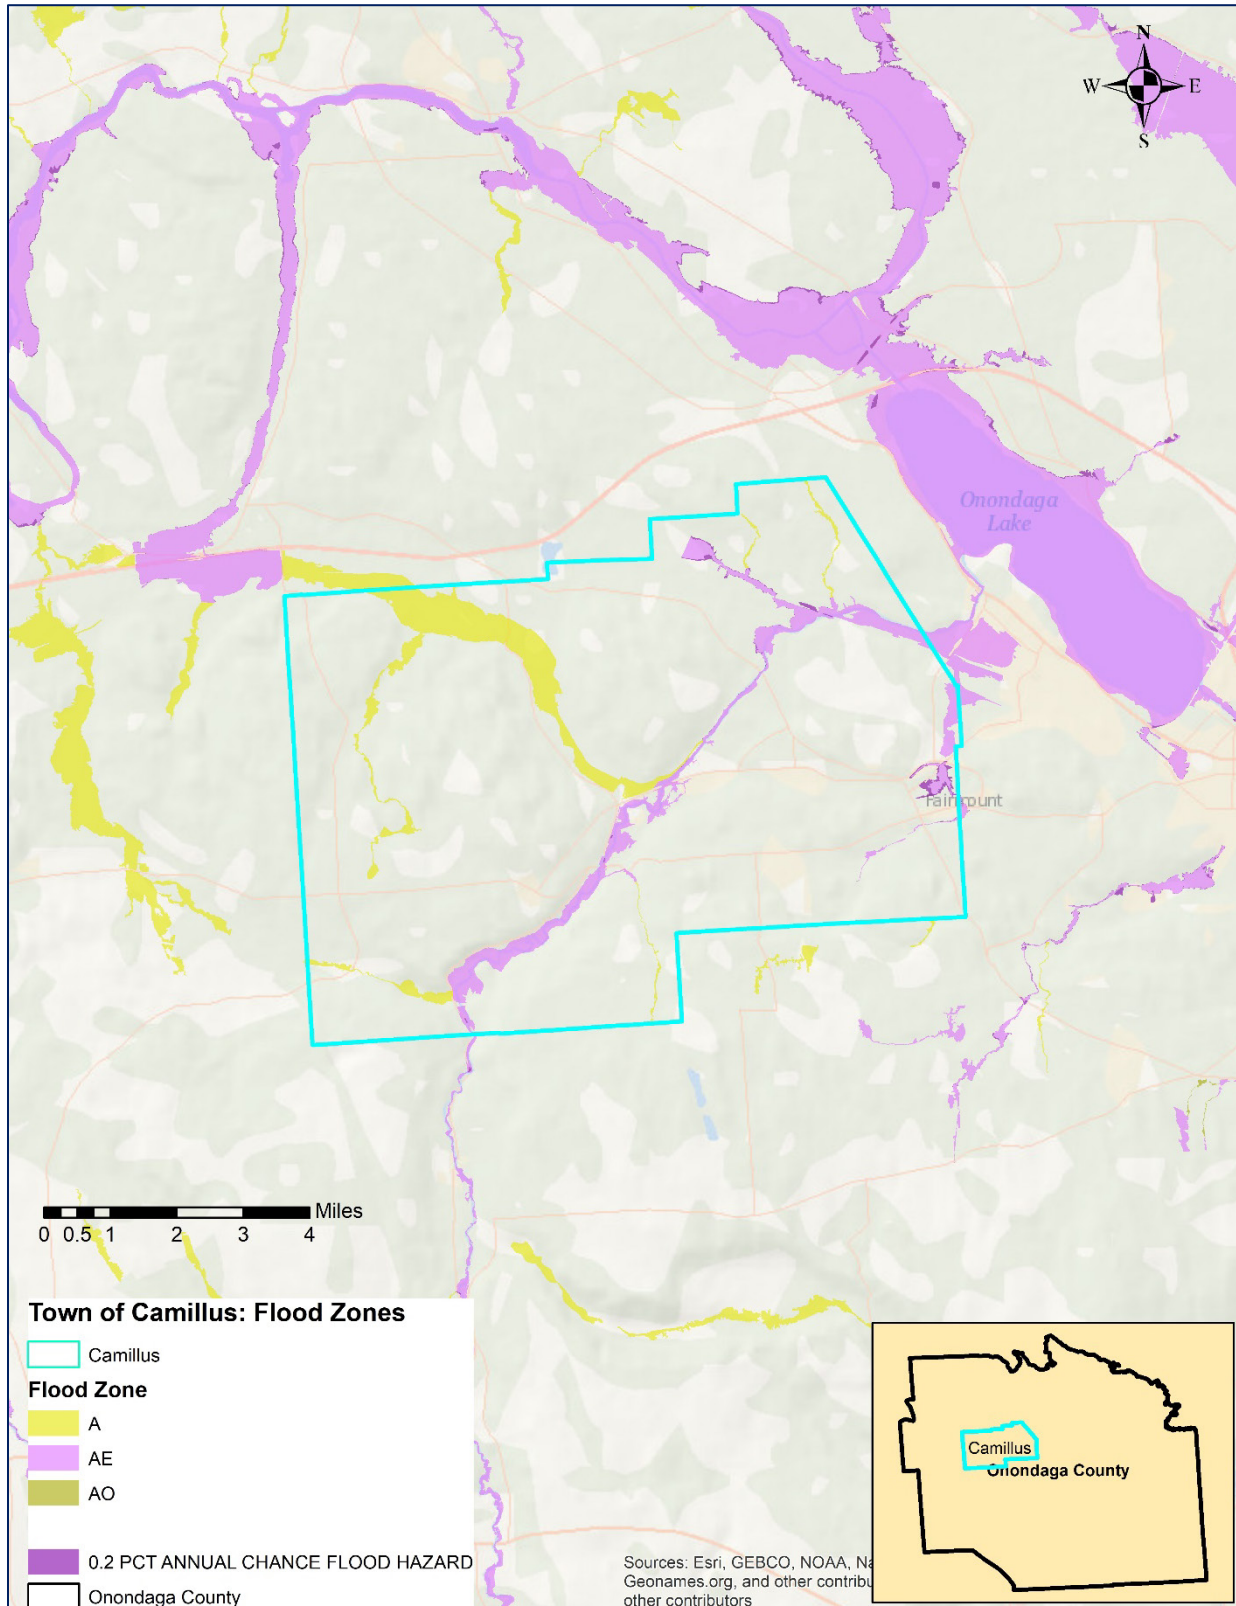 N
W
E
S
Onondaga
Lake
Fairmount
Miles
0 0.5 1 2 3 4
Town of Camillus: Flood Zones
Camillus
Flood Zone
A
AE
AO
0.2 PCT ANNUAL CHANCE FLOOD HAZARD
Onondaga County
Sources: Esri, GEBCO, NOAA, Na
Geonames.org, and other contribu
other contributors
Camillus
Onondaga County